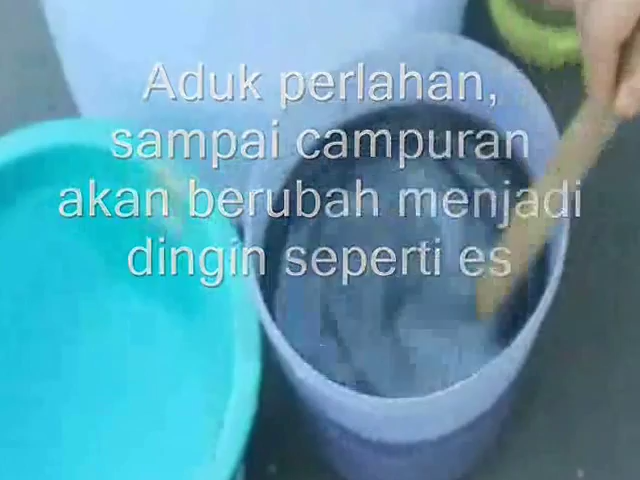 Aduk perlahan,
sampai campuran
akan berubah menjadi
dingin seperti es